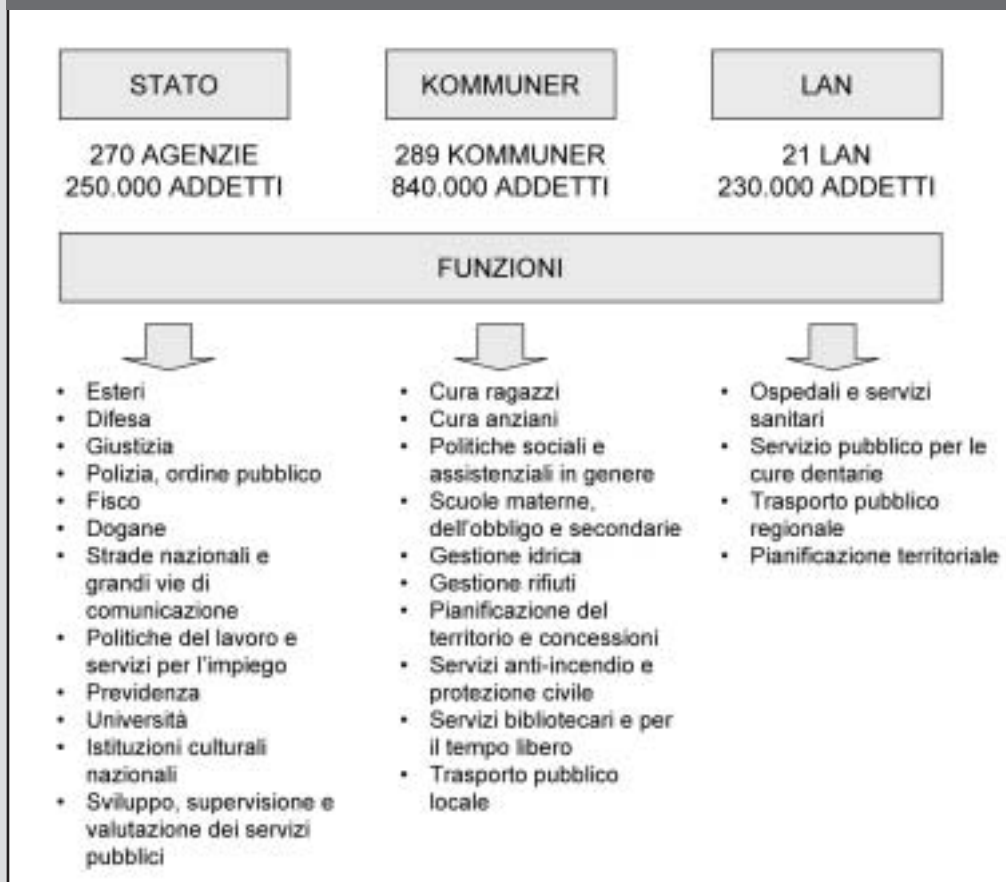 STATO
270 AGENZIE
250.000 ADDETTI
KOMMUNER
289 KOMMUNER
840.000 ADDETTI
LAN
21 LAN
230.000 ADDETTI
FUNZIONI
• Esteri
• Difesa
• Giustizia
• Polizia, ordine pubblico
• Fisco
• Dogane
• Strade nazionali e
grandi vie di
comunicazione
• Politiche del lavoro e
servizi per l'impiego
• Previdenza
• Università
• Istituzioni culturali
nazionali
• Sviluppo, supervisione e
valutazione dei servizi
pubblici
• Cura ragazzi
• Cura anziani
• Politiche sociali e
assistenziali in genere
• Scuole materne,
dell'obbligo e secondarie
• Gestione idrica
• Gestione rifiuti
• Pianificazione del
territorio e concessioni
• Servizi anti-incendio e
protezione civile
• Servizi bibliotecari e per
il tempo libero
• Trasporto pubblico
locale
• Ospedali e servizi
sanitari
• Servizio pubblico per le
cure dentarie
• Trasporto pubblico
regionale
• Pianificazione territoriale